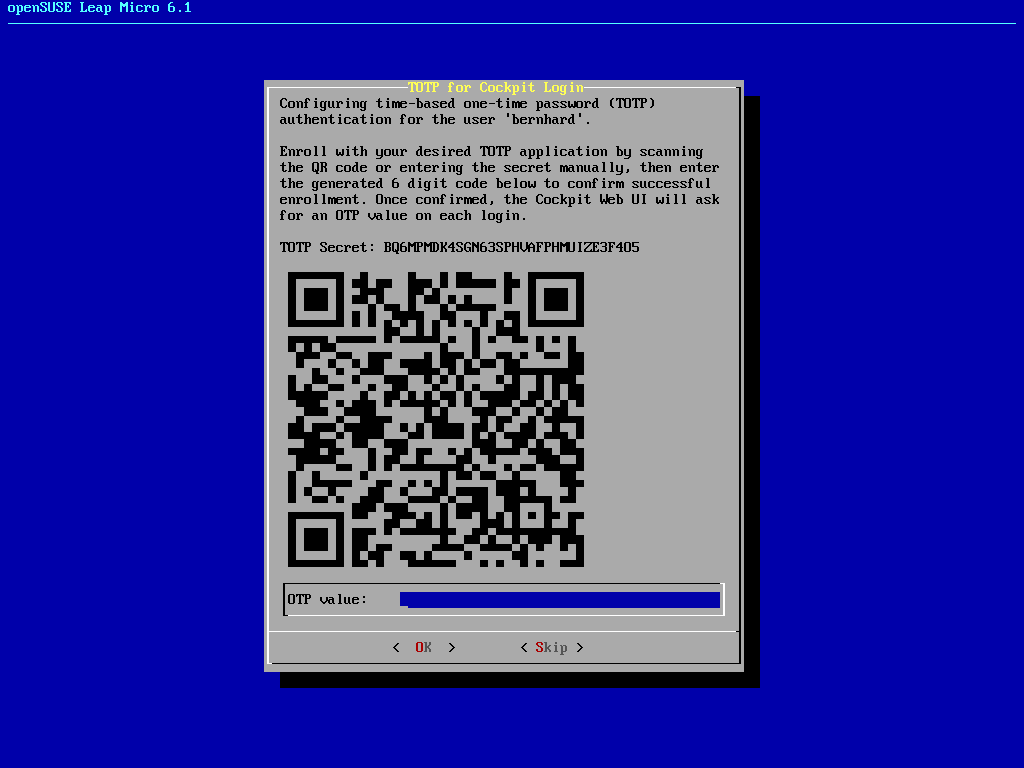 openSUSE Leap Micro 6.1
TOTP for Cockpit Login
Configuring time-based one-time password (TOTP)
authentication for the user 'bernhard'.
Enroll with your desired TOTP application by scanning
the QR code or entering the secret manually, then enter
the generated 6 digit code below to confirm successful
enrollment. Once confirmed, the Cockpit Web UI will ask
for an OTP value on each login.
TOTP Secret: BQ6MPMDK4SGN63SPHVAFPHMUIZE3F4O5
OTP value:
< OK > < Skip >